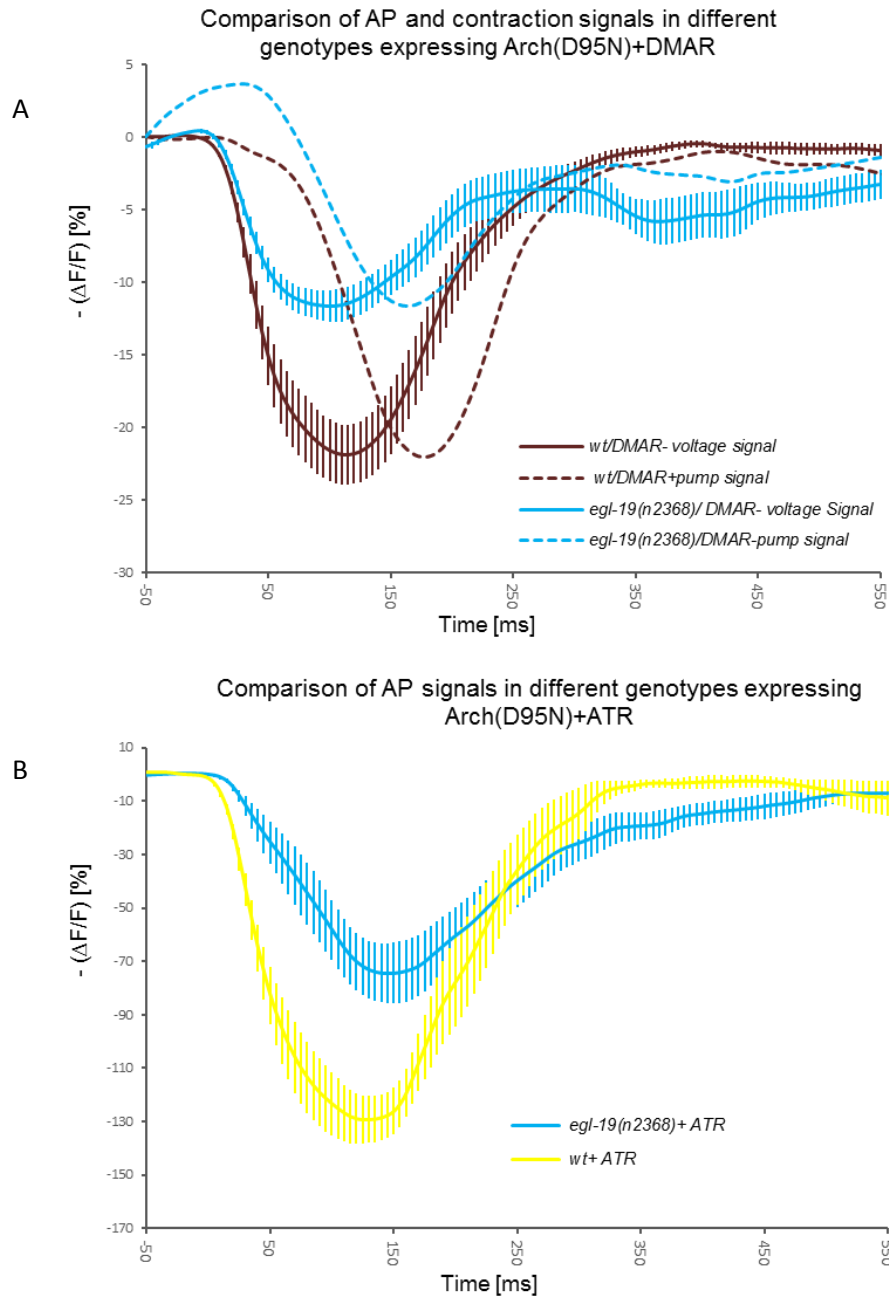 Comparison of AP and contraction signals in different
genotypes expressing Arch(D95N)+DMAR
A
5
0
-5
-10
-15
-20
-25
-30
- (ΔF/F) [%]
wt/DMAR- voltage signal
wt/DMAR+pump signal
egl-19(n2368)/ DMAR- voltage Signal
egl-19(n2368)/DMAR-pump signal
-50 50 150 250 350 450 550
Time [ms]
Comparison of AP signals in different genotypes expressing
Arch(D95N)+ATR
B
10
-10
-30
-50
-70
-90
-110
-130
-150
-170
- (ΔF/F) [%]
egl-19(n2368)+ ATR
wt+ ATR
-50 50 150 250 350 450 550
Time [ms]